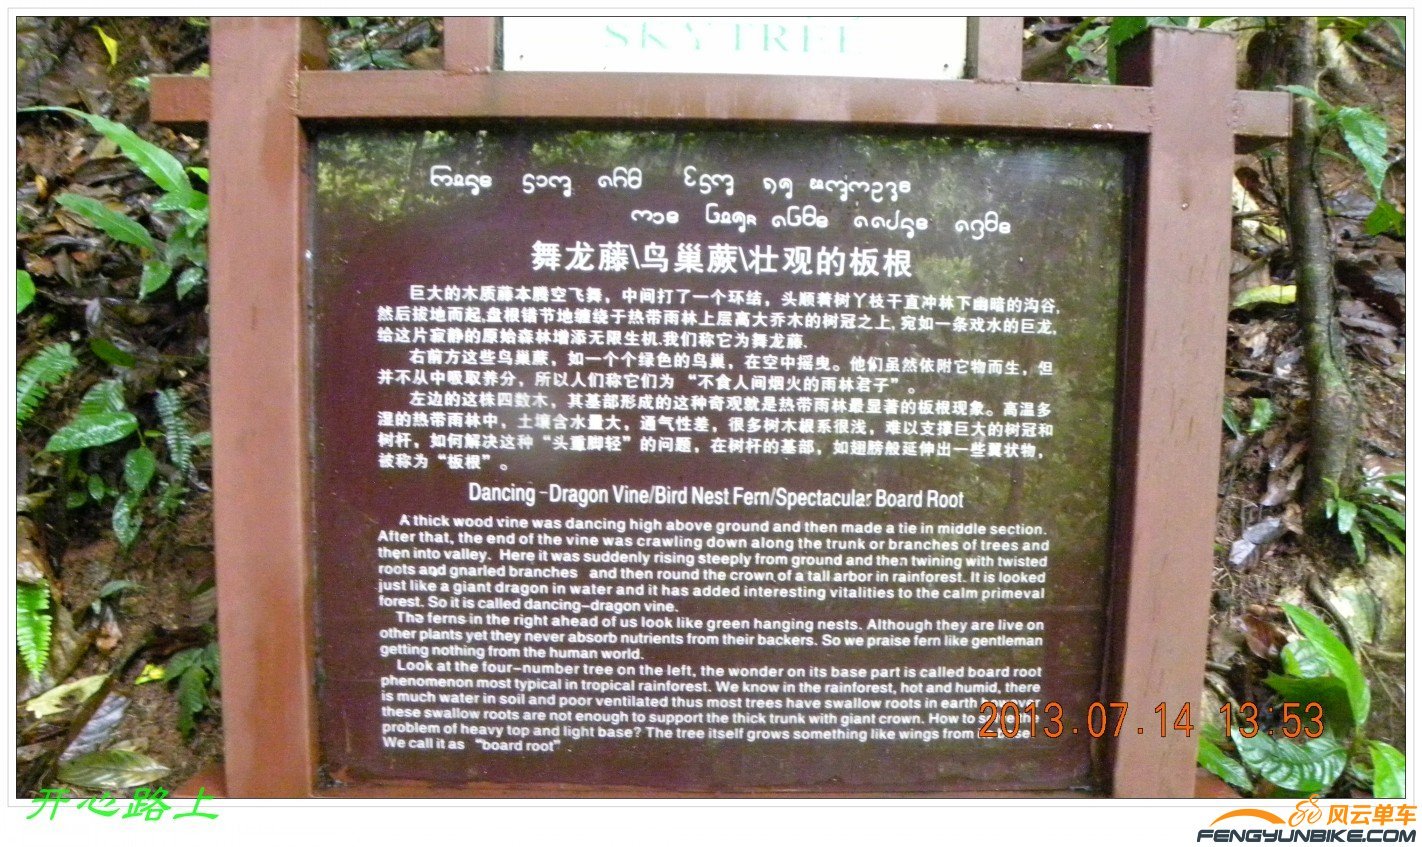 SKYTREE
舞龙藤\鸟巢蕨\壮观的板根
巨大的木质藤本腾空飞舞，中间打了一个环结，头顺着树丫枝干直冲林下幽暗的沟谷,
然后拔地而起,盘根错节地缠绕于热带雨林上层高大乔木的树冠之上,宛如一条戏水的巨龙,
给这片寂静的原始森林增添无限生机.我们称它为舞龙藤.
右前方这些鸟巢蕨，如一个个绿色的鸟巢，在空中摇曳。他们虽然依附它物而生，但
并不从中吸取养分，所以人们称它们为“不食人间烟火的雨林君子”。
左边的这株四数木，其基部形成的这种奇观就是热带雨林最显著的板根现象。高温多
湿的热带雨林中，土壤含水量大，通气性差，很多树木根系很浅，难以支撑巨大的树冠和
树杆，如何解决这种“头重脚轻”的问题，在树杆的基部，如翅膀般延伸出一些翼状物，
被称为“板根”。
Dancing-Dragon Vine/Bird Nest Fern/Spectacular Board Root
A thick wood vine was dancing high above ground and then made a tie in middle section.
After that, the end of the vine was crawling down along the trunk or branches of trees and
then into valley. Here it was suddenly rising steeply from ground and then twining with twisted
roots and gnarled branches and then round the crown of a tall arbor in rainforest. It is looked
just like a giant dragon in water and it has added interesting vitalities to the calm primeval
forest. So it is called dancing-dragon vine.
The ferns in the right ahead of us look like green hanging nests. Although they are live on
other plants yet they never absorb nutrients from their backers. So we praise fern like gentleman
getting nothing from the human world.
Look at the four-number tree on the left, the wonder on its base part is called board root
phenomenon most typical in tropical rainforest. We know in the rainforest, hot and humid, there
is much water in soil and poor ventilated thus most trees have swallow roots in earth
these swallow roots are not enough to support the thick trunk with giant crown. How to
problem of heavy top and light base? The tree itself grows something like wings from
We call it as "board root".
2013.07.14 13:53
开心路上
风云单车
FENGYUNBIKE.COM